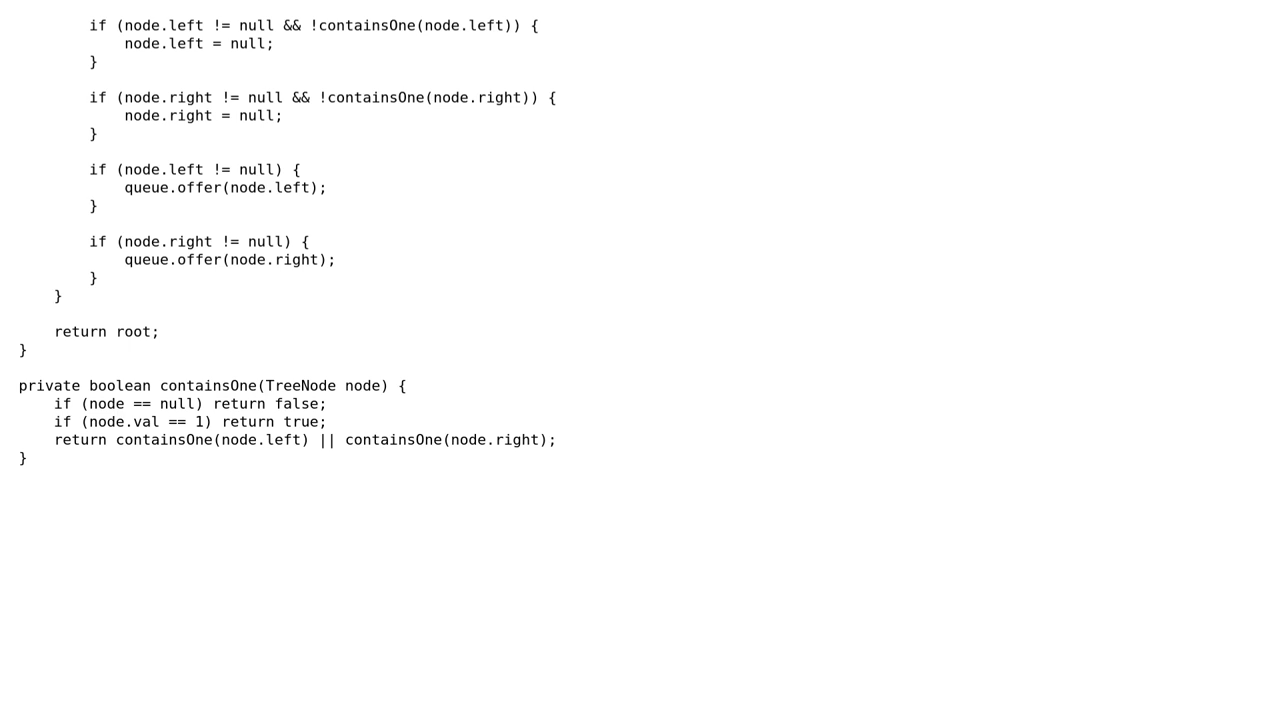 if (node.left != null && !containsOne(node.left)) {
            node.left = null;
        }

        if (node.right != null && !containsOne(node.right)) {
            node.right = null;
        }

        if (node.left != null) {
            queue.offer(node.left);
        }

        if (node.right != null) {
            queue.offer(node.right);
        }
    }

    return root;
}

private boolean containsOne(TreeNode node) {
    if (node == null) return false;
    if (node.val == 1) return true;
    return containsOne(node.left) || containsOne(node.right);
}